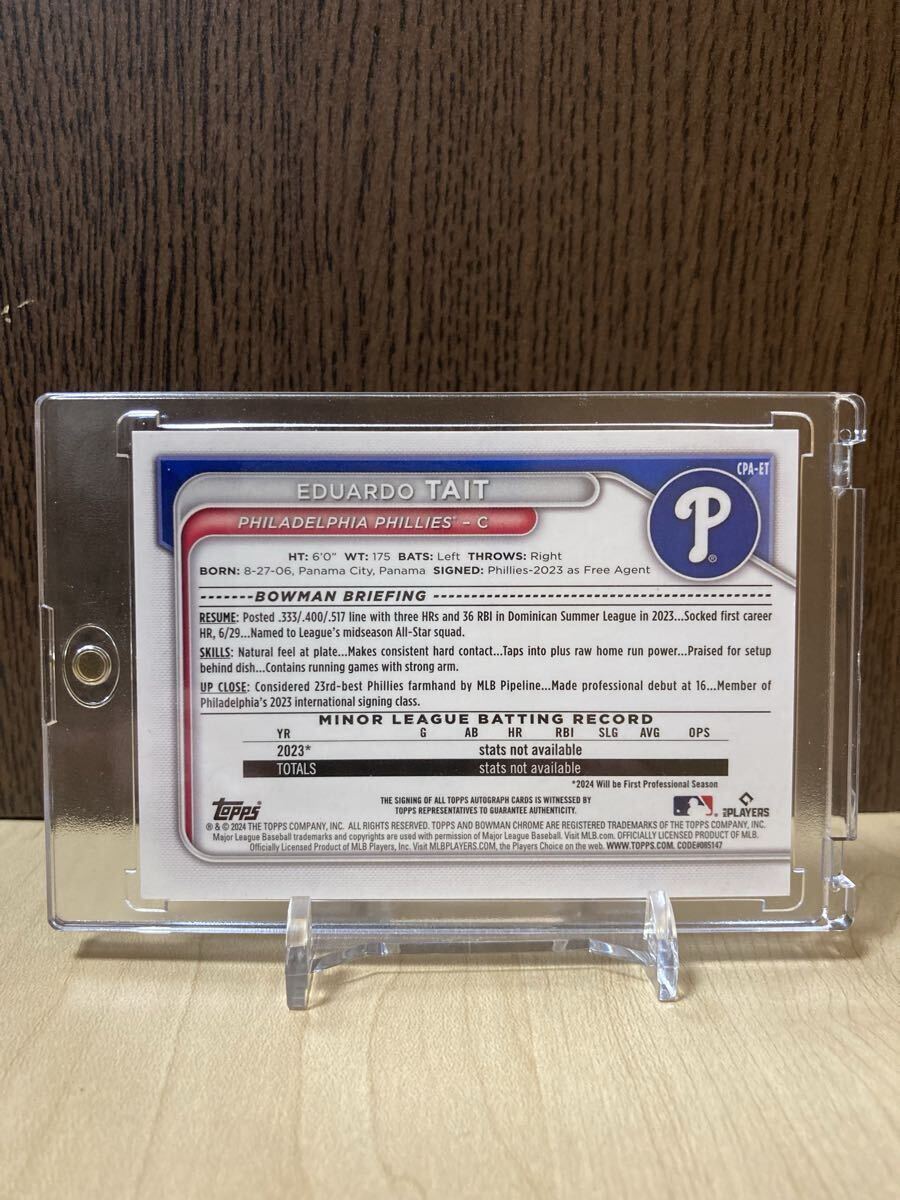 CPA-ET
EDUARDO TAIT
PHILADELPHIA PHILLIES™ – C
P®
HT: 6'0" WT: 175 BATS: Left THROWS: Right
BORN: 8-27-06, Panama City, Panama SIGNED: Phillies-2023 as Free Agent
BOWMAN BRIEFING
RESUME: Posted .333/.400/.517 line with three HRs and 36 RBI in Dominican Summer League in 2023...Socked first career
HR, 6/29...Named to League's midseason All-Star squad.
SKILLS: Natural feel at plate...Makes consistent hard contact...Taps into plus raw home run power...Praised for setup
behind dish...Contains running games with strong arm.
UP CLOSE: Considered 23rd-best Phillies farmhand by MLB Pipeline...Made professional debut at 16...Member of
Philadelphia's 2023 international signing class.
MINOR LEAGUE BATTING RECORD
YR G AB HR RBI SLG AVG OPS
2023* stats not available
TOTALS stats not available
*2024 Will be First Professional Season
topps
THE SIGNING OF ALL TOPPS AUTOGRAPH CARDS IS WITNESSED BY
TOPPS REPRESENTATIVES TO GUARANTEE AUTHENTICITY.
PLAYERS
® & © 2024 THE TOPPS COMPANY, INC. ALL RIGHTS RESERVED. TOPPS AND BOWMAN CHROME ARE REGISTERED TRADEMARKS OF THE TOPPS COMPANY, INC.
Major League Baseball trademarks and copyrights are used with permission of Major League Baseball. Visit MLB.com. OFFICIALLY LICENSED PRODUCT OF MLB.
Officially Licensed Product of MLB Players, Inc. Visit MLBPLAYERS.COM, the Players Choice on the web. WWW.TOPPS.COM. CODE#085147